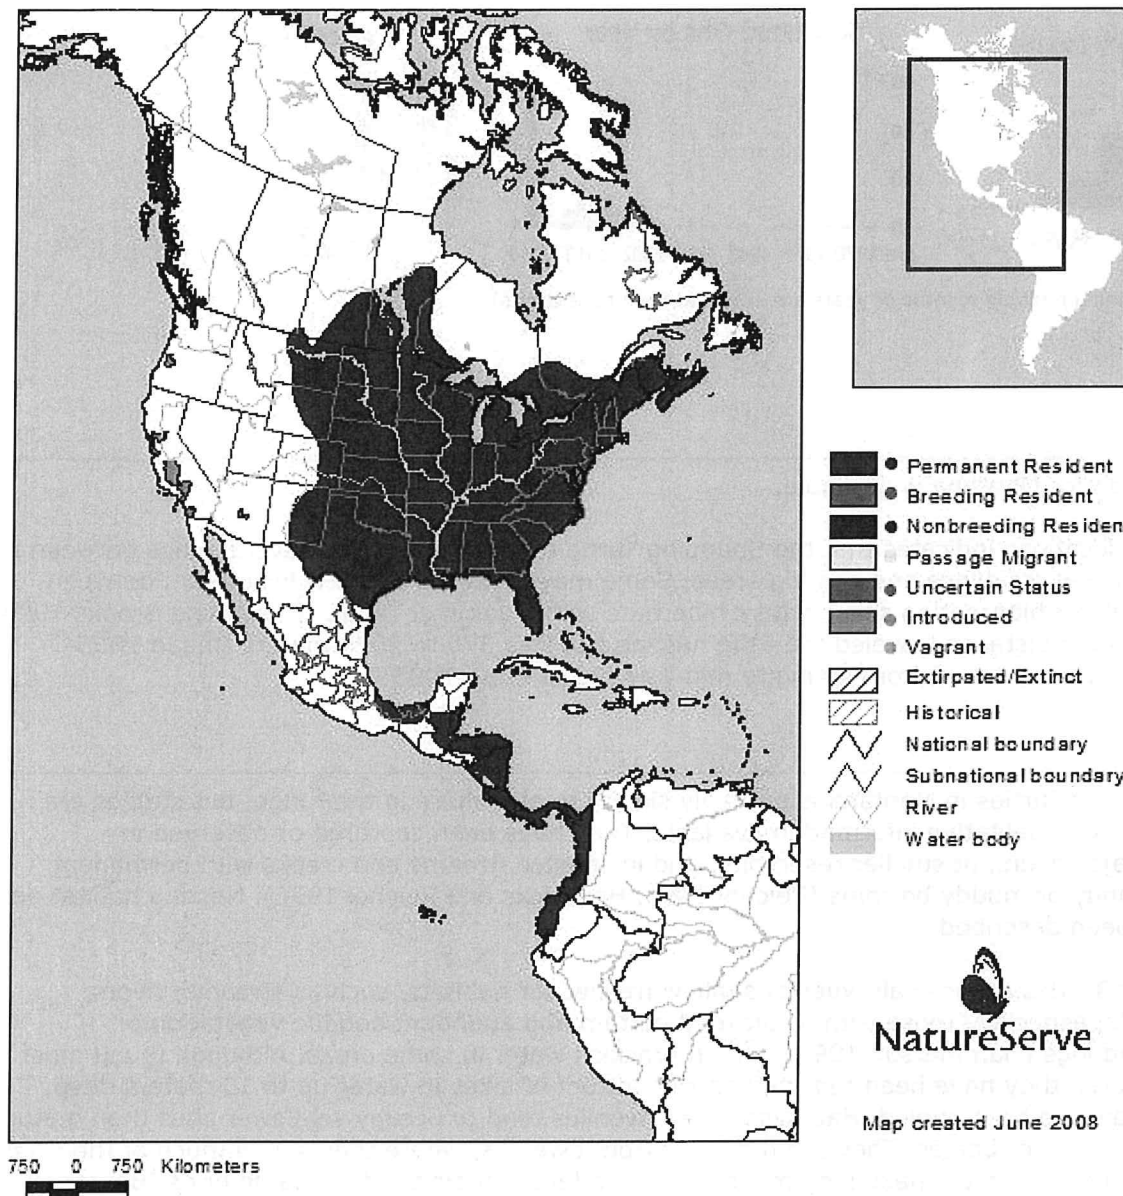 Permanent Resident
Breeding Resident
Nonbreeding Resident
Passage Migrant
Uncertain Status
Introduced
Vagrant
Extirpated/Extinct
Historical
National boundary
Subnational boundary
River
Water body
NatureServe
Map created June 2008
750 0 750 Kilometers